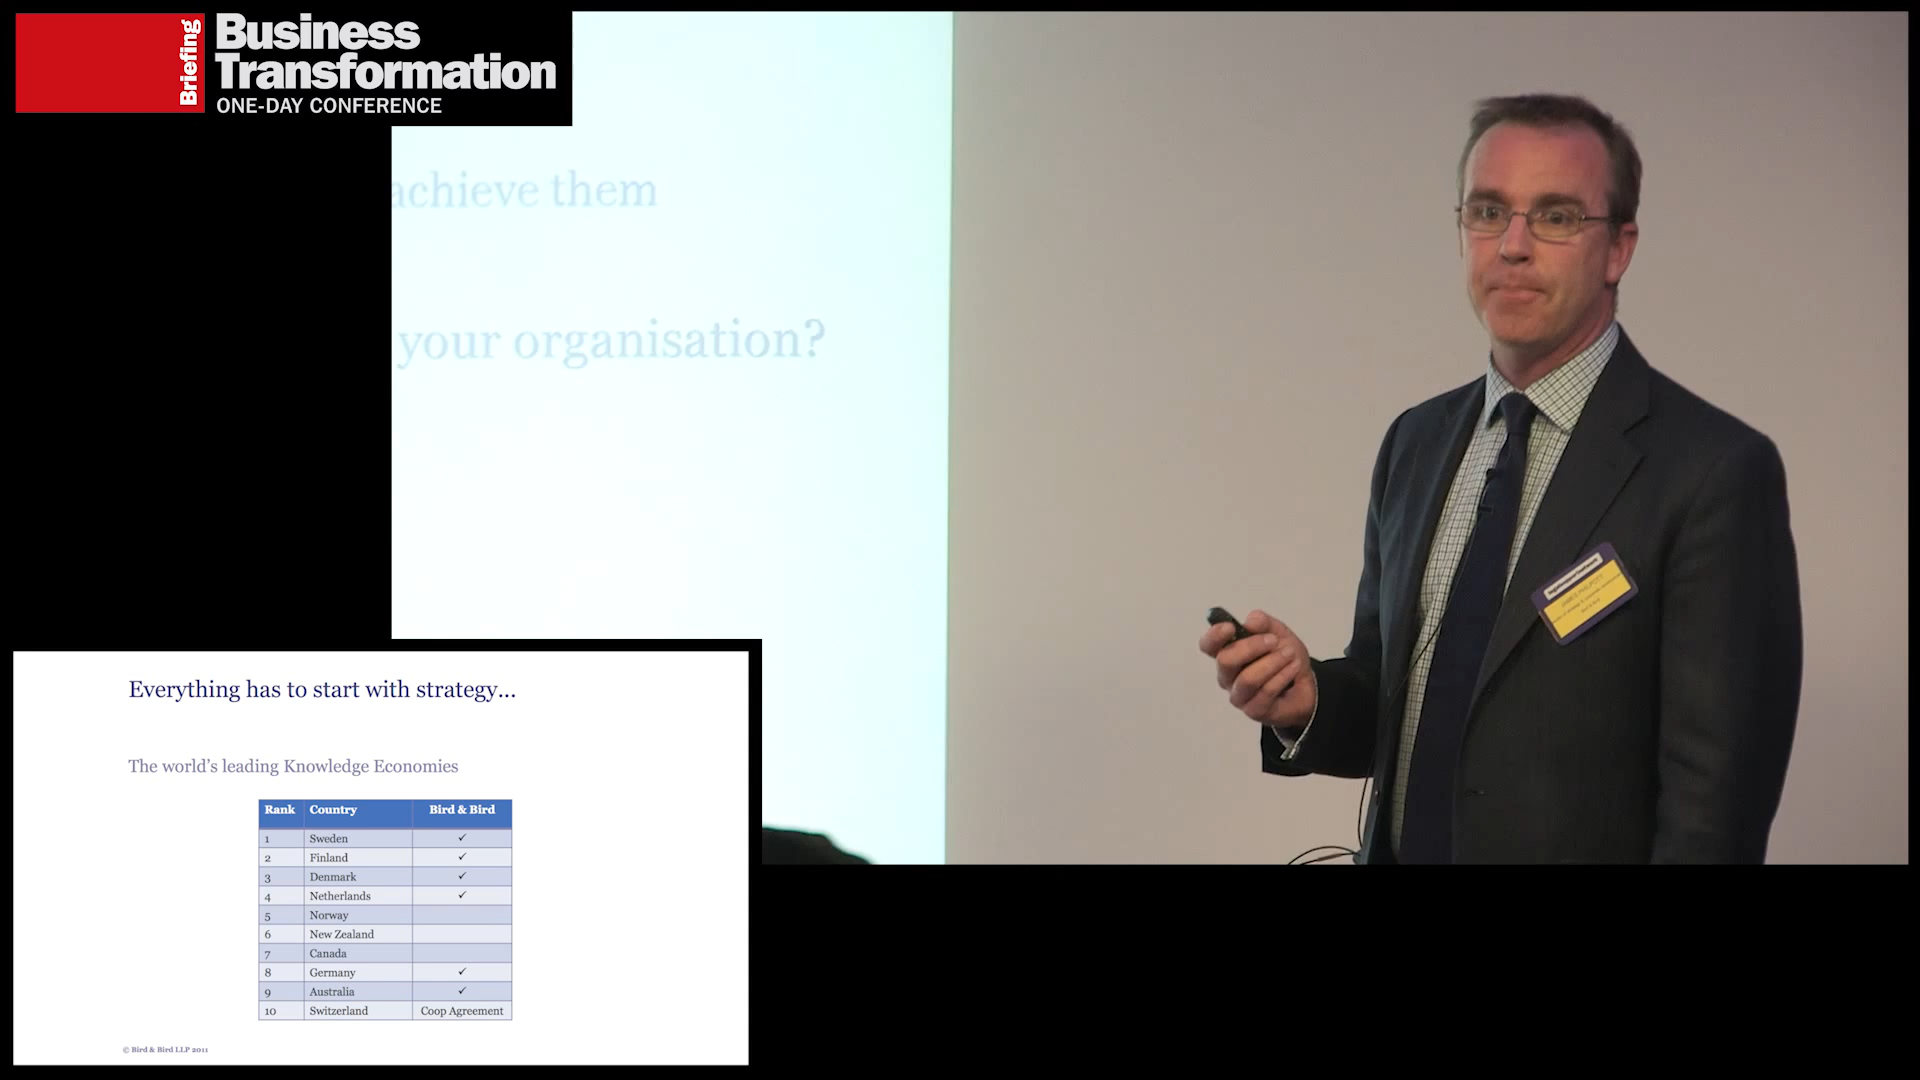 Briefing
Business
Transformation
ONE-DAY CONFERENCE
achieve them
your organisation?
JAMES PHILPOTT
Everything has to start with strategy...
The world's leading Knowledge Economies
Rank Country Bird & Bird
1 Sweden ✓
2 Finland ✓
3 Denmark ✓
4 Netherlands ✓
5 Norway
6 New Zealand
7 Canada
8 Germany ✓
9 Australia ✓
10 Switzerland Coop Agreement
© Bird & Bird LLP 2011